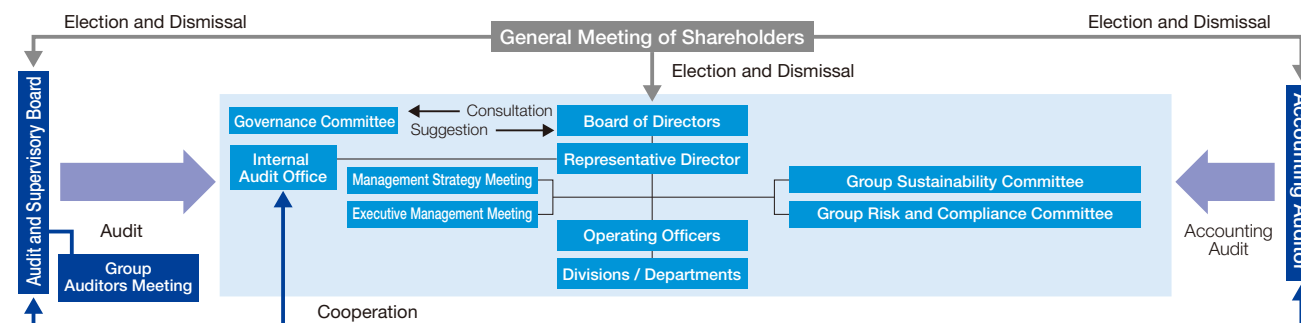 Election and Dismissal
General Meeting of Shareholders
Election and Dismissal
Election and Dismissal
Audit and Supervisory Board
Accounting Auditor
Governance Committee
Consultation
Suggestion
Board of Directors
Internal
Audit Office
Representative Director
Management Strategy Meeting
Executive Management Meeting
Group Sustainability Committee
Group Risk and Compliance Committee
Operating Officers
Divisions / Departments
Audit
Group
Auditors Meeting
Accounting
Audit
Cooperation